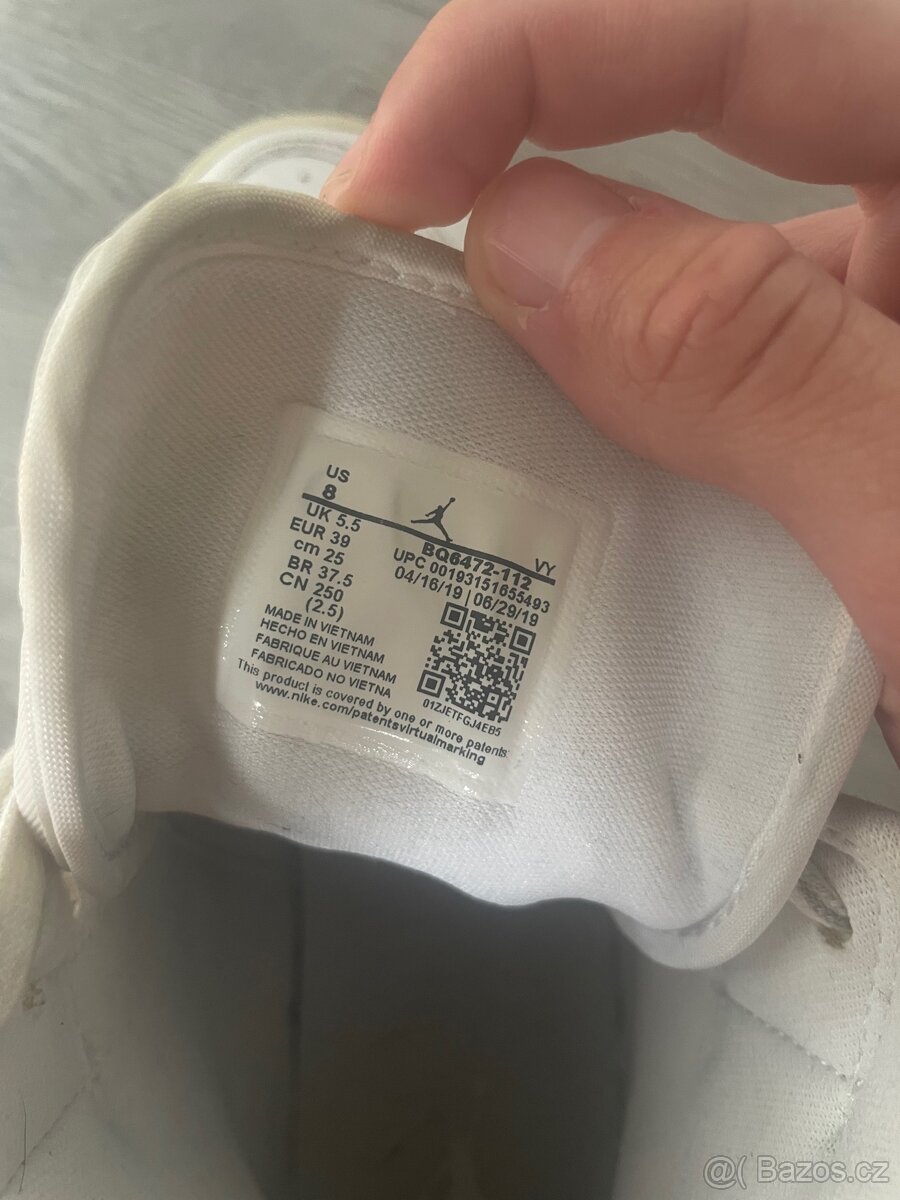 US
8
UK 5.5
EUR 39
cm 25
BR 37.5
CN 250
(2.5)
BQ6472-112 VY
UPC 00193151655493
04/16/19 | 06/29/19
MADE IN VIETNAM
HECHO EN VIETNAM
FABRIQUE AU VIETNAM
FABRICADO NO VIETNA
This product is covered by one or more patents
www.nike.com/patentsvirtualmarking
01ZJETFGJ4EB5
@( Bazos.cz